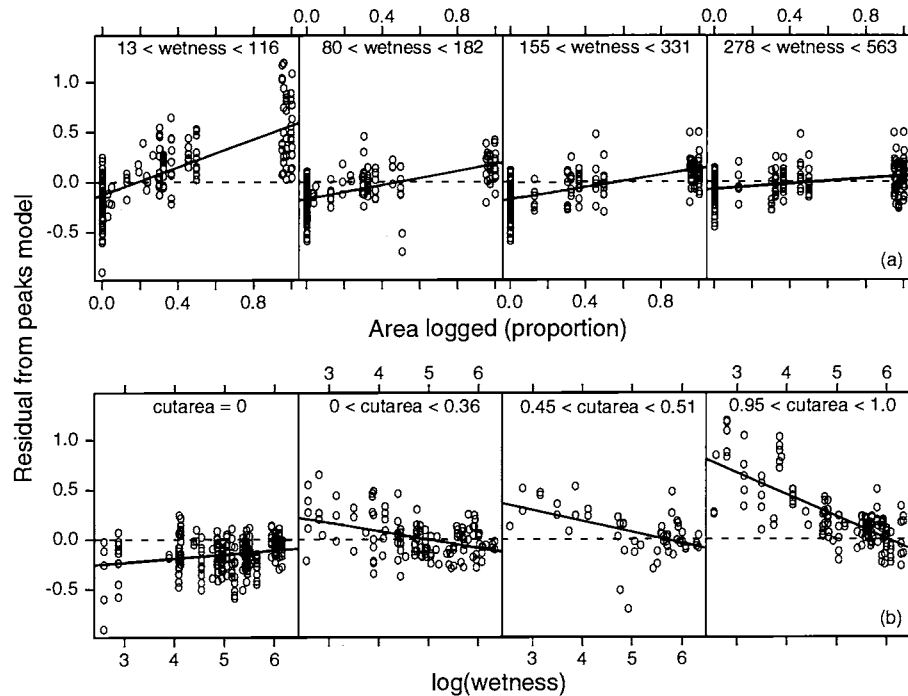 0.0 0.4 0.8 0.0 0.4 0.8
13 < wetness < 116 80 < wetness < 182 155 < wetness < 331 278 < wetness < 563
1.0
0.5
0.0
-0.5
(a)
0.0 0.4 0.8 0.0 0.4 0.8
Area logged (proportion)
Residual from peaks model
3 4 5 6 3 4 5 6
cutarea = 0 0 < cutarea < 0.36 0.45 < cutarea < 0.51 0.95 < cutarea < 1.0
1.0
0.5
0.0
-0.5
(b)
3 4 5 6 3 4 5 6
log(wetness)